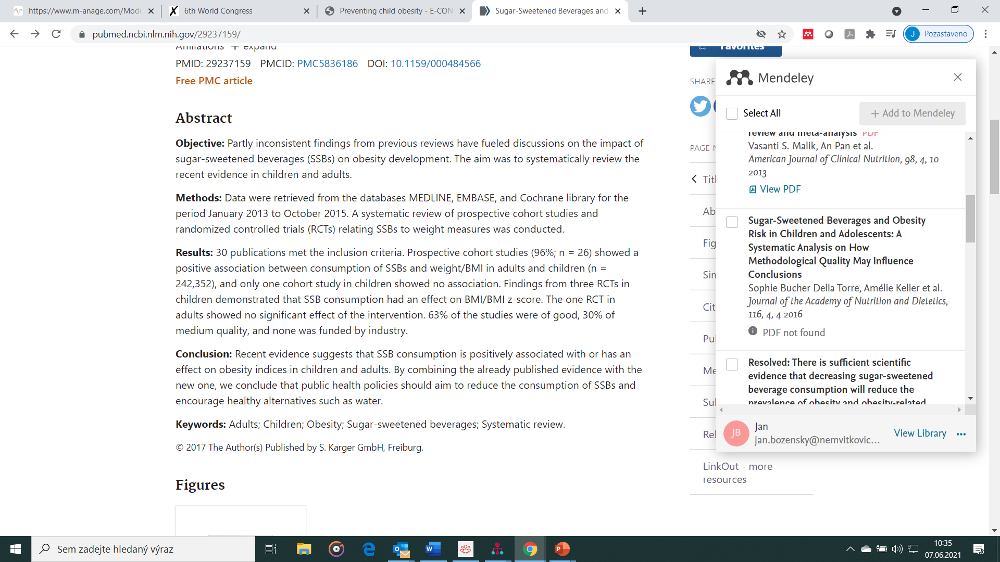 https://www.m-anage.com/Modu
6th World Congress
Preventing child obesity - E-CON
Sugar-Sweetened Beverages and
pubmed.ncbi.nlm.nih.gov/29237159/
J Pozastaveno
Affiliations + expand
PMID: 29237159 PMCID: PMC5836186 DOI: 10.1159/000484566
Free PMC article
Abstract
Objective: Partly inconsistent findings from previous reviews have fueled discussions on the impact of
sugar-sweetened beverages (SSBs) on obesity development. The aim was to systematically review the
recent evidence in children and adults.
Methods: Data were retrieved from the databases MEDLINE, EMBASE, and Cochrane library for the
period January 2013 to October 2015. A systematic review of prospective cohort studies and
randomized controlled trials (RCTs) relating SSBs to weight measures was conducted.
Results: 30 publications met the inclusion criteria. Prospective cohort studies (96%; n = 26) showed a
positive association between consumption of SSBs and weight/BMI in adults and children (n =
242,352), and only one cohort study in children showed no association. Findings from three RCTs in
children demonstrated that SSB consumption had an effect on BMI/BMI z-score. The one RCT in
adults showed no significant effect of the intervention. 63% of the studies were of good, 30% of
medium quality, and none was funded by industry.
Conclusion: Recent evidence suggests that SSB consumption is positively associated with or has an
effect on obesity indices in children and adults. By combining the already published evidence with the
new one, we conclude that public health policies should aim to reduce the consumption of SSBs and
encourage healthy alternatives such as water.
Keywords: Adults; Children; Obesity; Sugar-sweetened beverages; Systematic review.
© 2017 The Author(s) Published by S. Karger GmbH, Freiburg.
Figures
Favorites
SHARE
PAGE N
Titl
Ab
Fig
Sim
Cit
Pul
Me
Sul
Rel
LinkOut - more
resources
Mendeley
Select All
+ Add to Mendeley
review and meta-analysis PDF
Vasanti S. Malik, An Pan et al.
American Journal of Clinical Nutrition, 98, 4, 10
2013
View PDF
Sugar-Sweetened Beverages and Obesity
Risk in Children and Adolescents: A
Systematic Analysis on How
Methodological Quality May Influence
Conclusions
Sophie Bucher Della Torre, Amélie Keller et al.
Journal of the Academy of Nutrition and Dietetics,
116, 4, 4 2016
PDF not found
Resolved: There is sufficient scientific
evidence that decreasing sugar-sweetened
beverage consumption will reduce the
prevalence of obesity and obesity-related
JB
Jan
jan.bozensky@nemvitkovic...
View Library
Sem zadejte hledaný výraz
10:35
07.06.2021